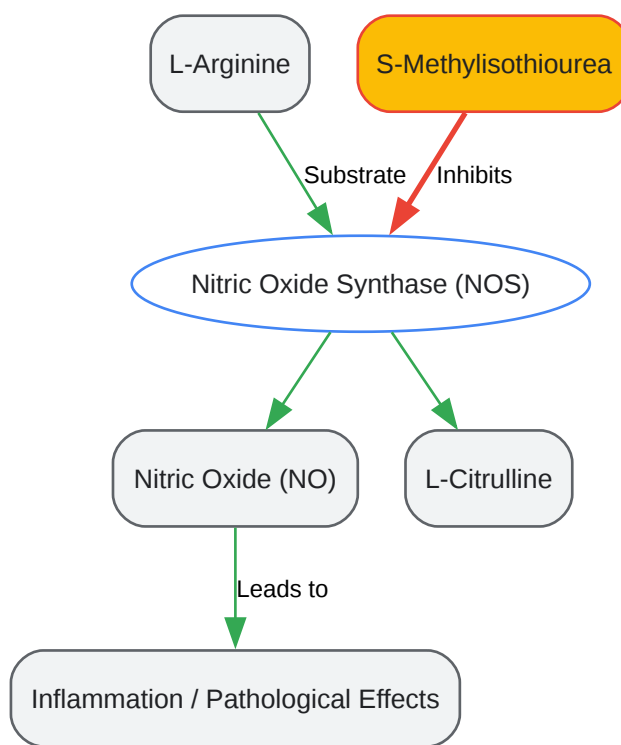 L-Arginine
S-Methylisothiourea
Substrate
Inhibits
Nitric Oxide Synthase (NOS)
Nitric Oxide (NO)
L-Citrulline
Leads to
Inflammation / Pathological Effects